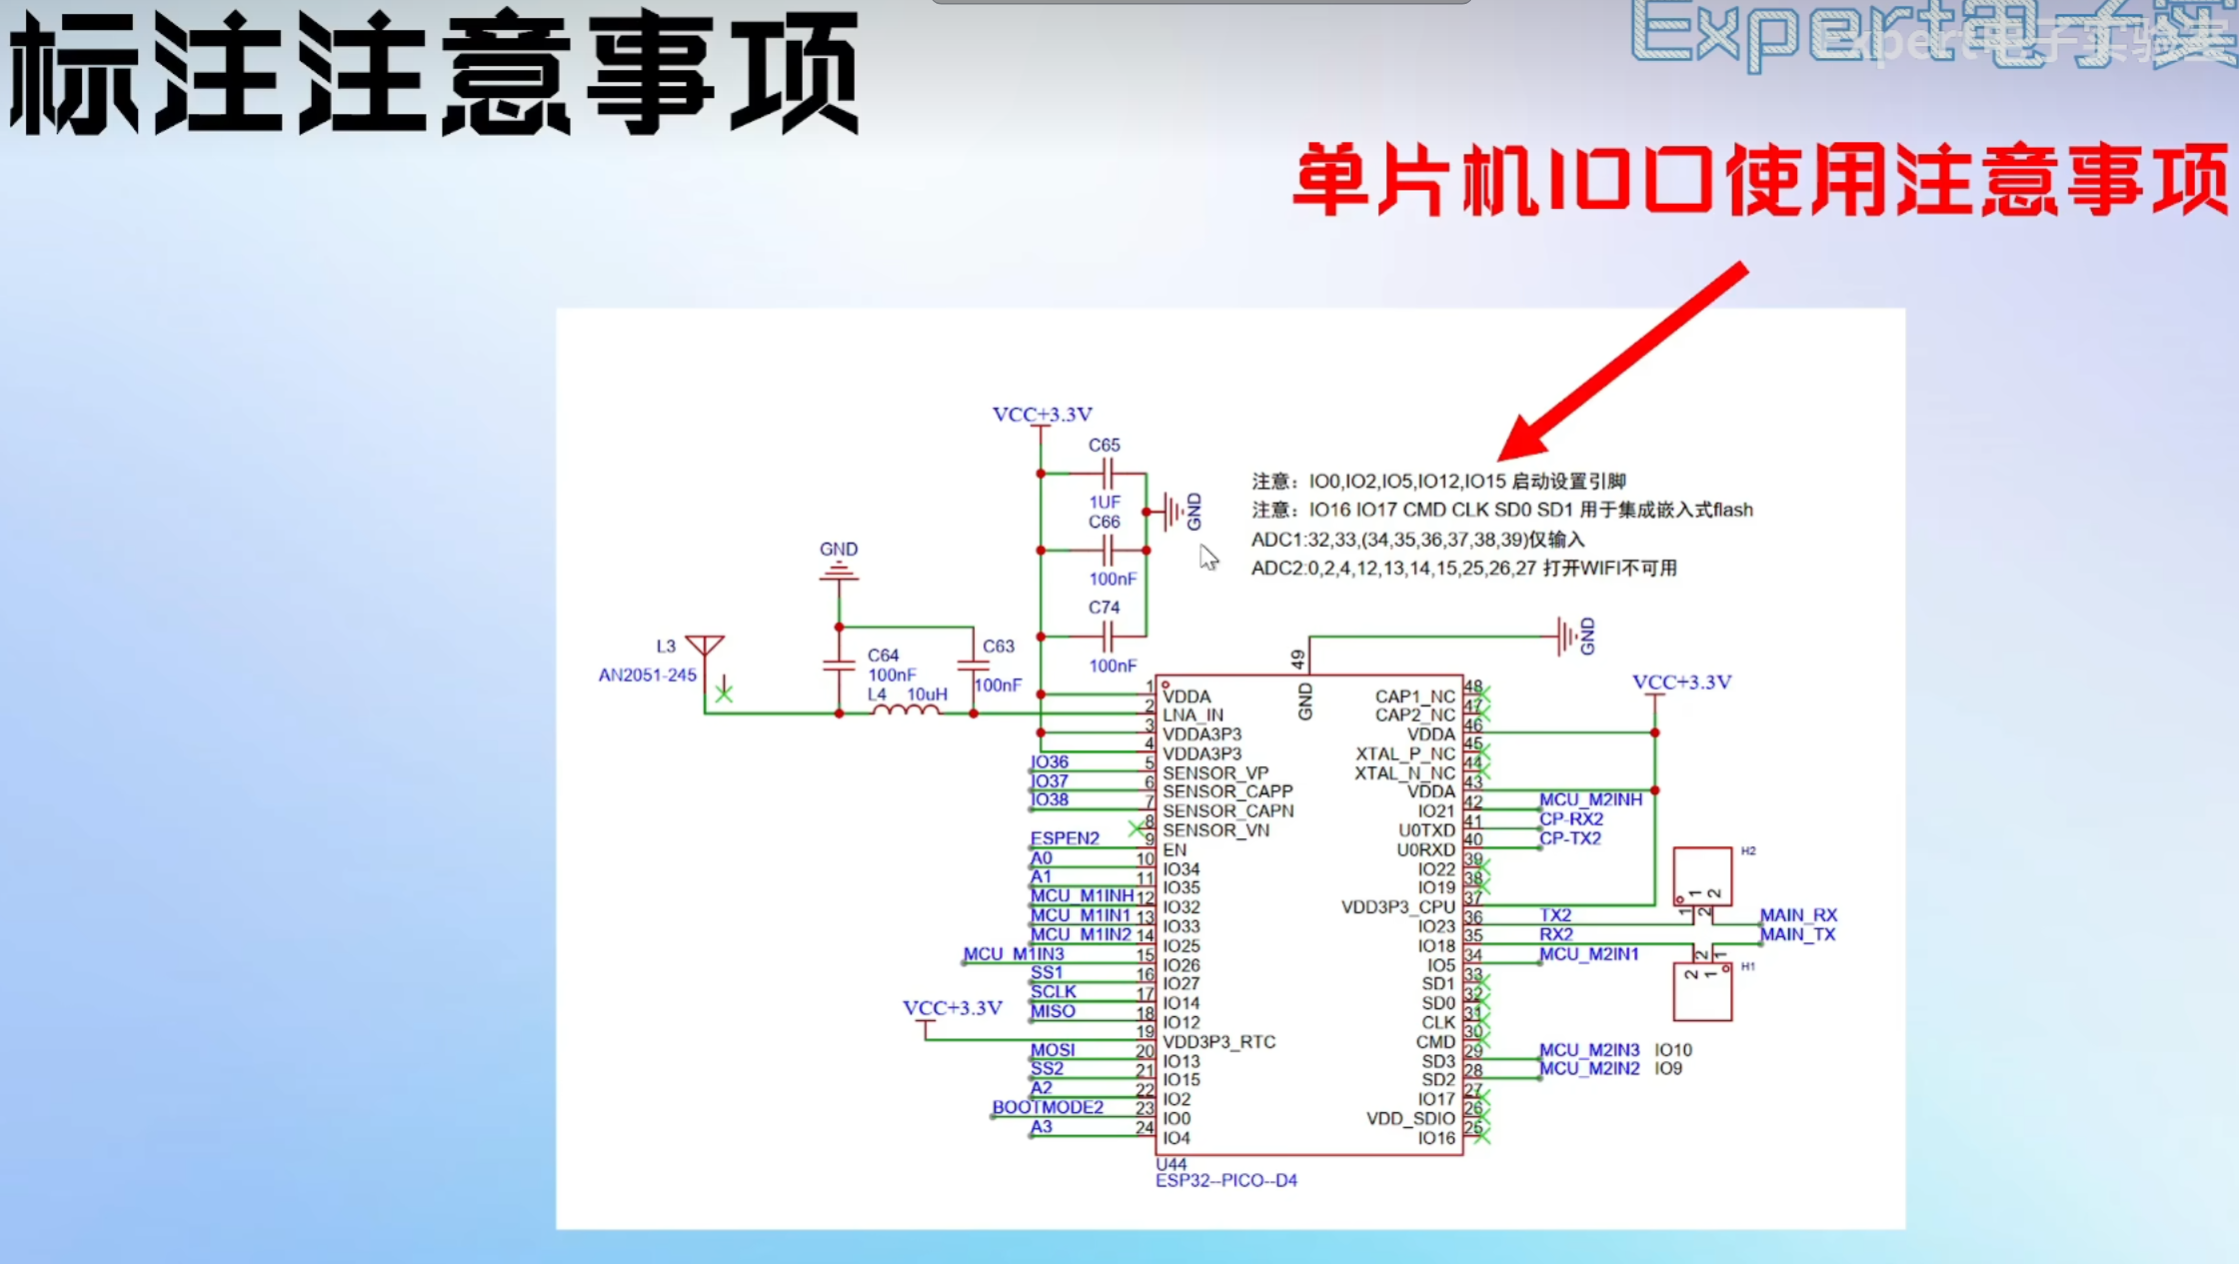 标注注意事项
Expert电子实
Expert电子实验室
单片机IO口使用注意事项
VCC+3.3V
C65
1UF
C66
100nF
C74
100nF
GND
注意：IO0,IO2,IO5,IO12,IO15 启动设置引脚
注意：IO16 IO17 CMD CLK SD0 SD1 用于集成嵌入式flash
ADC1:32,33,(34,35,36,37,38,39)仅输入
ADC2:0,2,4,12,13,14,15,25,26,27 打开WIFI不可用
GND
L3
AN2051-245
C64
100nF
L4 10uH
C63
100nF
49
GND
GND
VCC+3.3V
1 VDDA
2 LNA_IN
3 VDDA3P3
4 VDDA3P3
IO36 5 SENSOR_VP
IO37 6 SENSOR_CAPP
IO38 7 SENSOR_CAPN
8 SENSOR_VN
ESPEN2 9 EN
A0 10 IO34
A1 11 IO35
MCU_M1INH 12 IO32
MCU_M1IN1 13 IO33
MCU_M1IN2 14 IO25
MCU_M1IN3 15 IO26
SS1 16 IO27
SCLK 17 IO14
MISO 18 IO12
VCC+3.3V
19 VDD3P3_RTC
MOSI 20 IO13
SS2 21 IO15
A2 22 IO2
BOOTMODE2 23 IO0
A3 24 IO4
CAP1_NC 48
CAP2_NC 47
VDDA 46
XTAL_P_NC 45
XTAL_N_NC 44
VDDA 43
IO21 42 MCU_M2INH
U0TXD 41 CP-RX2
U0RXD 40 CP-TX2
IO22 39
IO19 38
VDD3P3_CPU 37
IO23 36 TX2
IO18 35 RX2
IO5 34 MCU_M2IN1
SD1 33
SD0 32
CLK 31
CMD 30
SD3 29 MCU_M2IN3 IO10
SD2 28 MCU_M2IN2 IO9
IO17 27
VDD_SDIO 26
IO16 25
H2
1 2
1 2
MAIN_RX
MAIN_TX
2 1
2 1
H1
U44
ESP32--PICO--D4